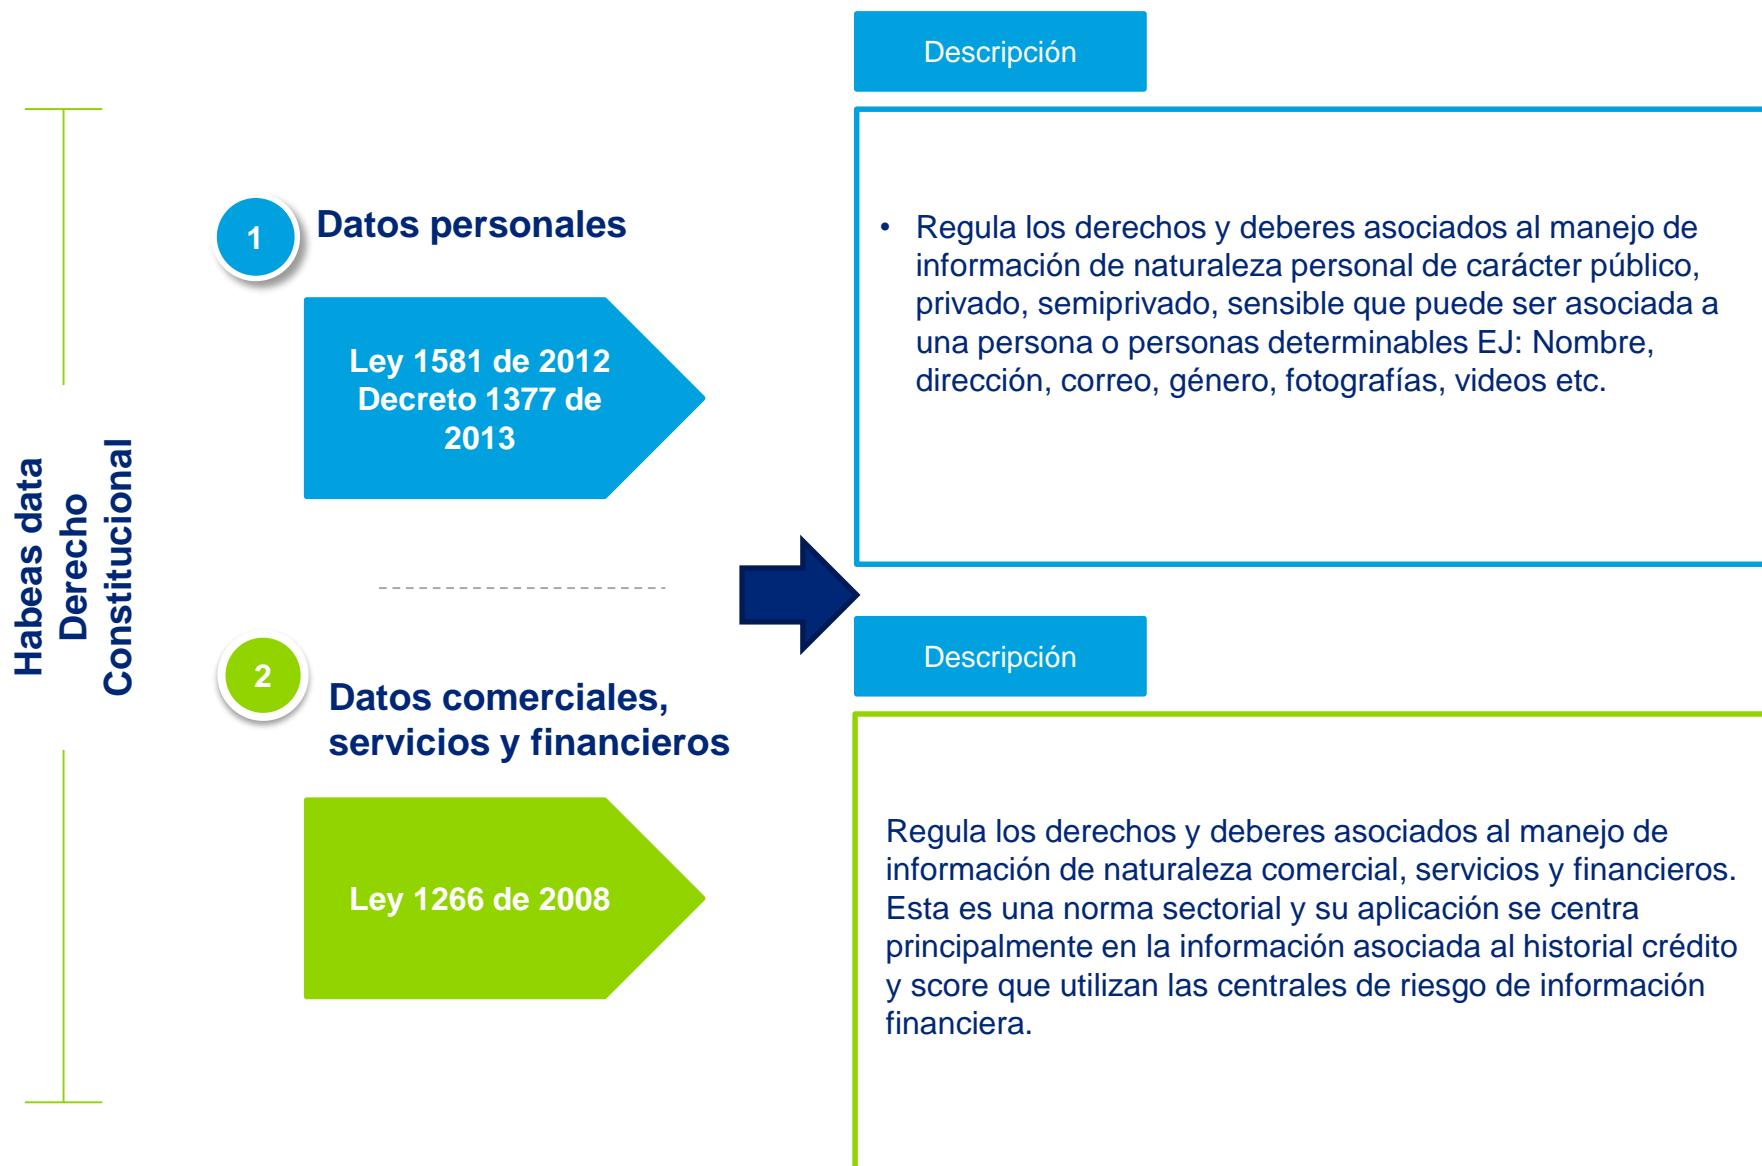 Habeas data
Derecho
Constitucional
1
Datos personales
Ley 1581 de 2012
Decreto 1377 de
2013
Descripción
• Regula los derechos y deberes asociados al manejo de
información de naturaleza personal de carácter público,
privado, semiprivado, sensible que puede ser asociada a
una persona o personas determinables EJ: Nombre,
dirección, correo, género, fotografías, videos etc.
2
Datos comerciales,
servicios y financieros
Ley 1266 de 2008
Descripción
Regula los derechos y deberes asociados al manejo de
información de naturaleza comercial, servicios y financieros.
Esta es una norma sectorial y su aplicación se centra
principalmente en la información asociada al historial crédito
y score que utilizan las centrales de riesgo de información
financiera.